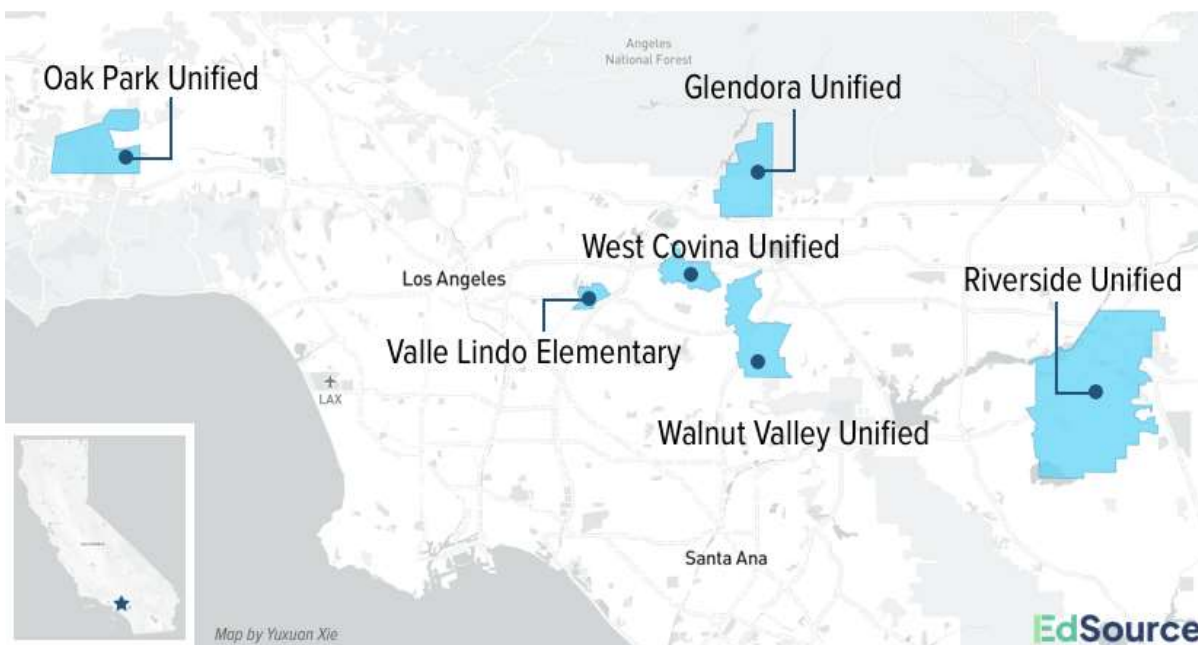 Angeles
National Forest
Oak Park Unified
Glendora Unified
West Covina Unified
Los Angeles
Riverside Unified
Valle Lindo Elementary
LAX
Walnut Valley Unified
Santa Ana
Map by Yuxuan Xie
EdSource